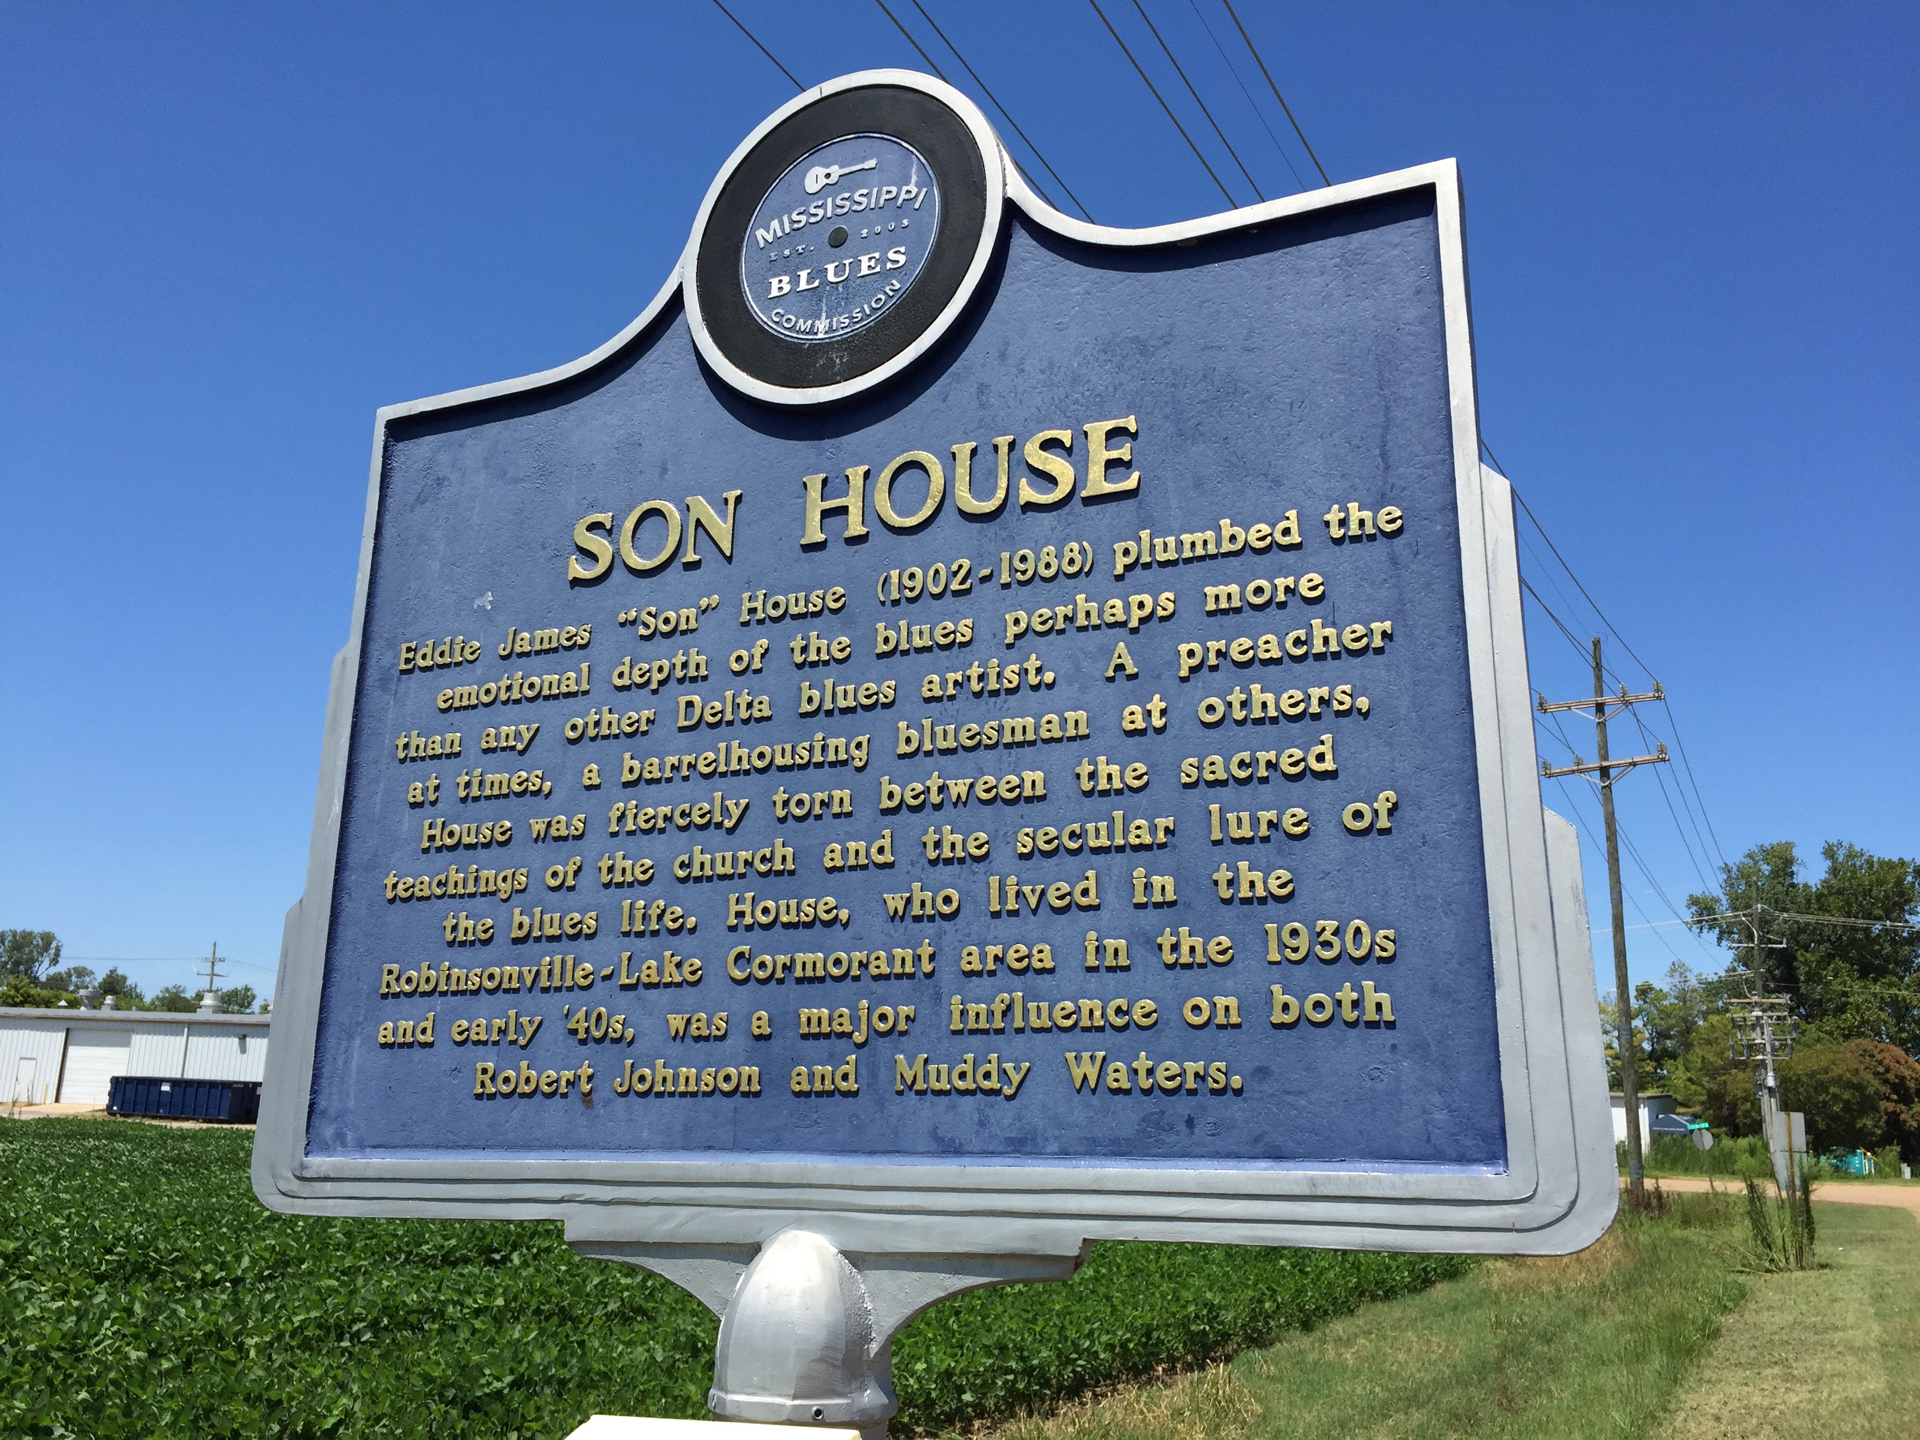 MISSISSIPPI
EST. 2003
BLUES
COMMISSION
SON HOUSE
Eddie James “Son” House (1902-1988) plumbed the
emotional depth of the blues perhaps more
than any other Delta blues artist. A preacher
at times, a barrelhousing bluesman at others,
House was fiercely torn between the sacred
teachings of the church and the secular lure of
the blues life. House, who lived in the
Robinsonville-Lake Cormorant area in the 1930s
and early '40s, was a major influence on both
Robert Johnson and Muddy Waters.